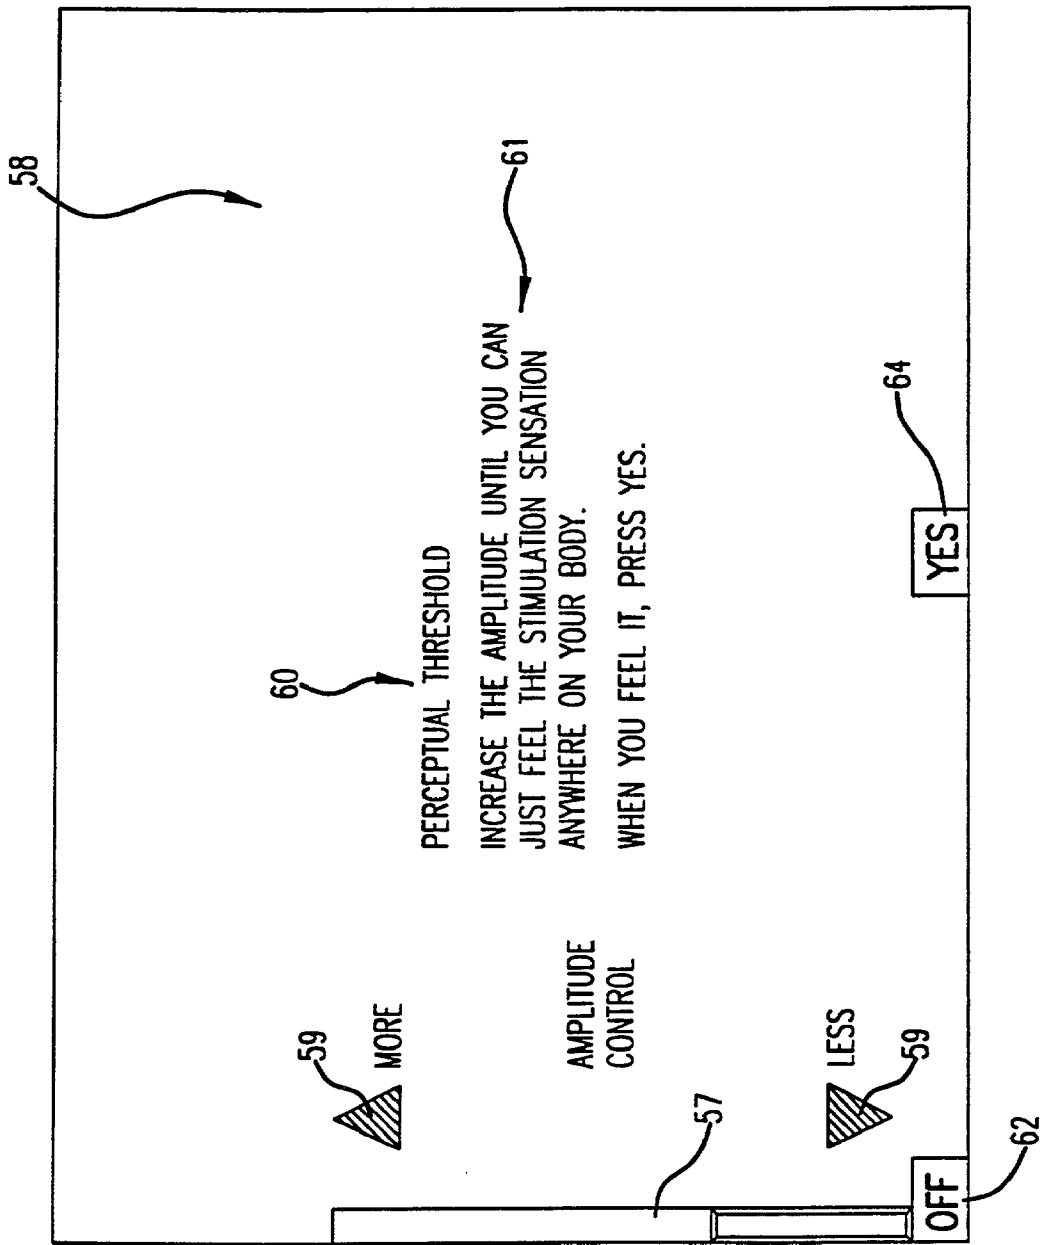 58
60
PERCEPTUAL THRESHOLD
61
INCREASE THE AMPLITUDE UNTIL YOU CAN
JUST FEEL THE STIMULATION SENSATION
ANYWHERE ON YOUR BODY.
WHEN YOU FEEL IT, PRESS YES.
59
MORE
AMPLITUDE
CONTROL
57
LESS
59
OFF
62
YES
64